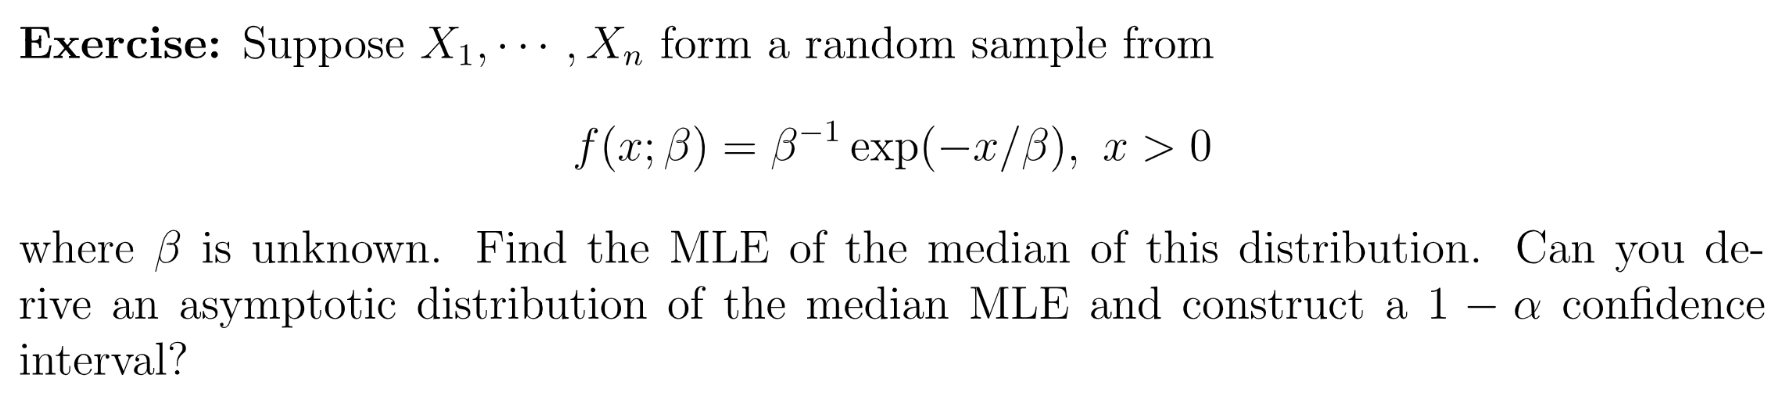 Exercise: Suppose X₁, ⋯ , Xₙ form a random sample from
f(x; β) = β⁻¹ exp(−x/β), x > 0
where β is unknown. Find the MLE of the median of this distribution. Can you de-
rive an asymptotic distribution of the median MLE and construct a 1 − α confidence
interval?